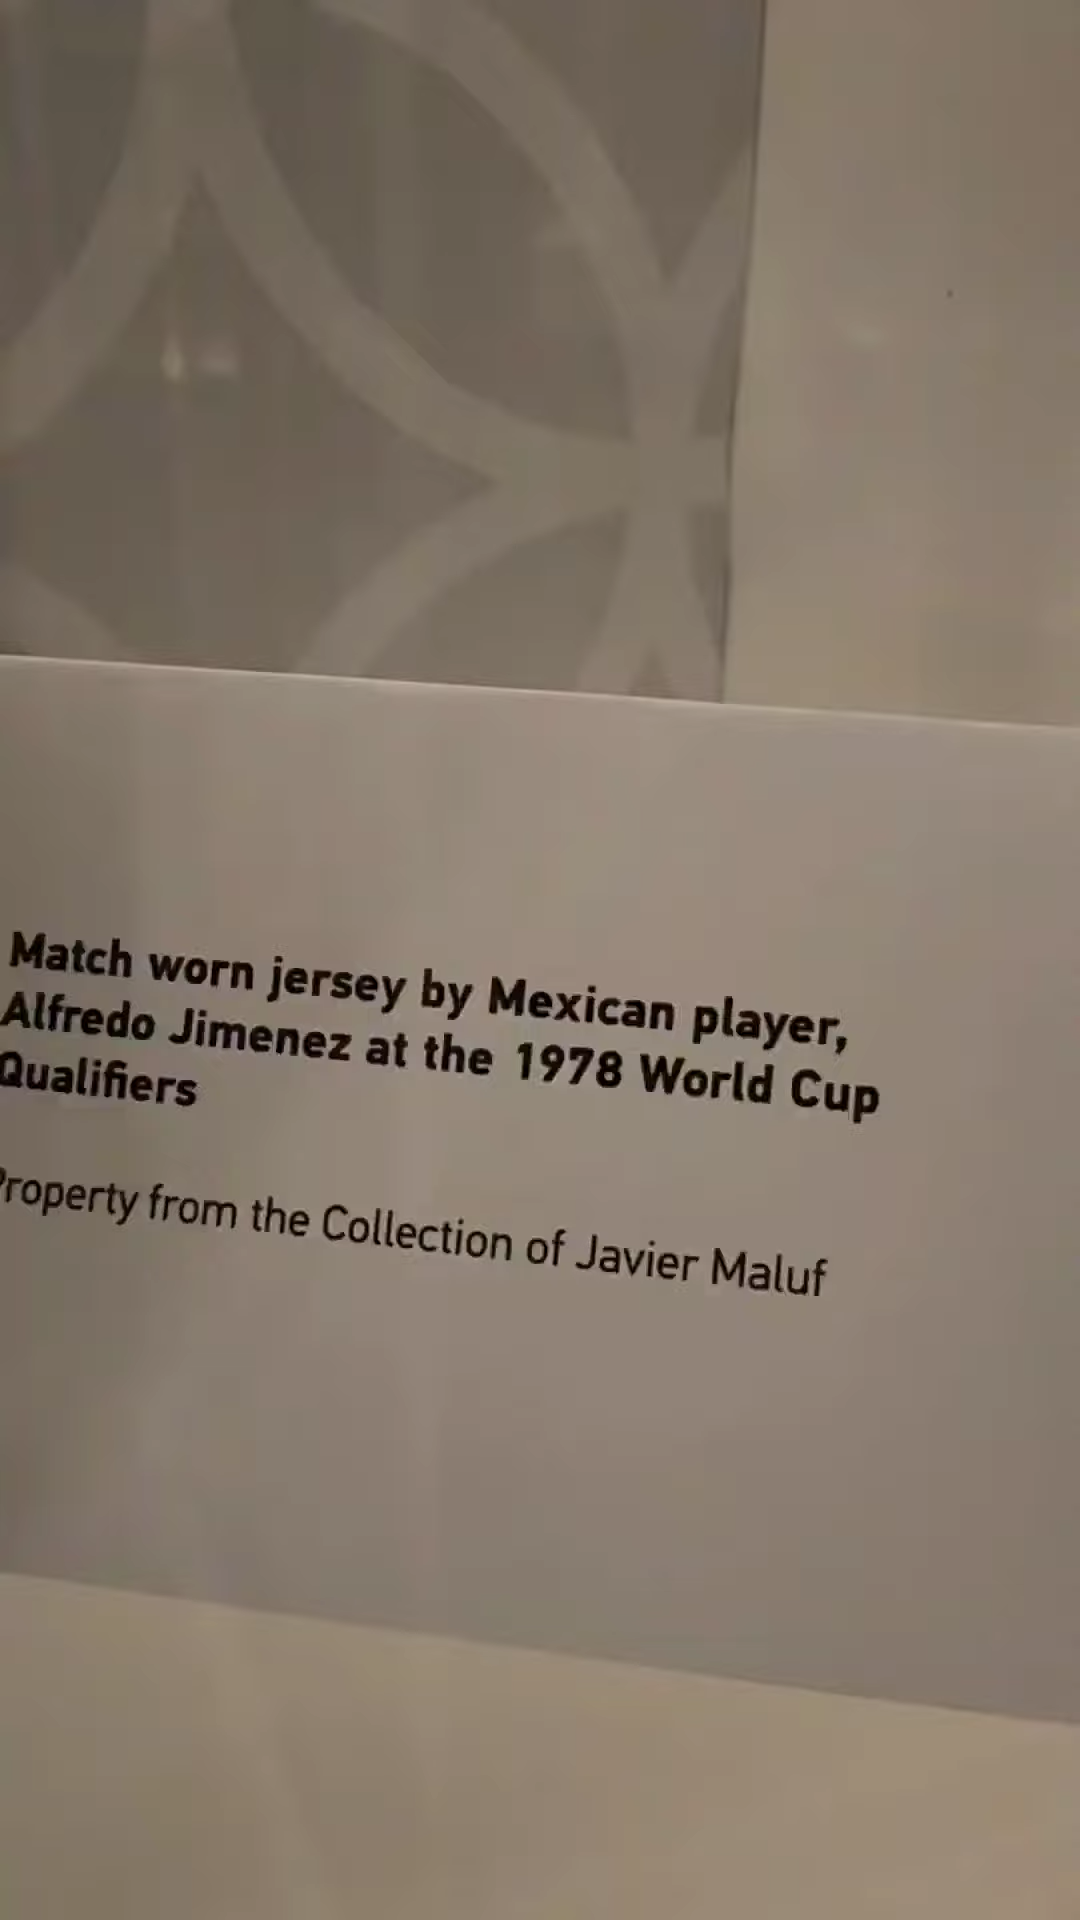 Match worn jersey by Mexican player,
Alfredo Jimenez at the 1978 World Cup
Qualifiers
Property from the Collection of Javier Maluf